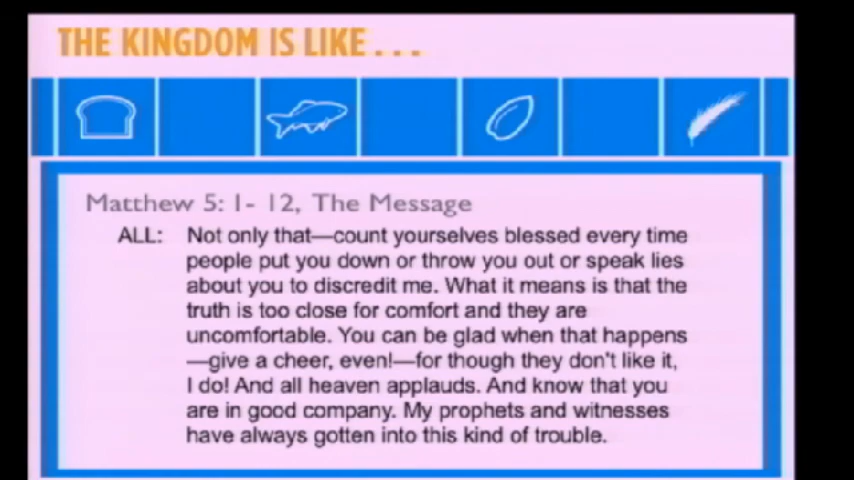 THE KINGDOM IS LIKE...
Matthew 5: 1- 12, The Message
ALL: Not only that—count yourselves blessed every time
people put you down or throw you out or speak lies
about you to discredit me. What it means is that the
truth is too close for comfort and they are
uncomfortable. You can be glad when that happens
—give a cheer, even!—for though they don't like it,
I do! And all heaven applauds. And know that you
are in good company. My prophets and witnesses
have always gotten into this kind of trouble.